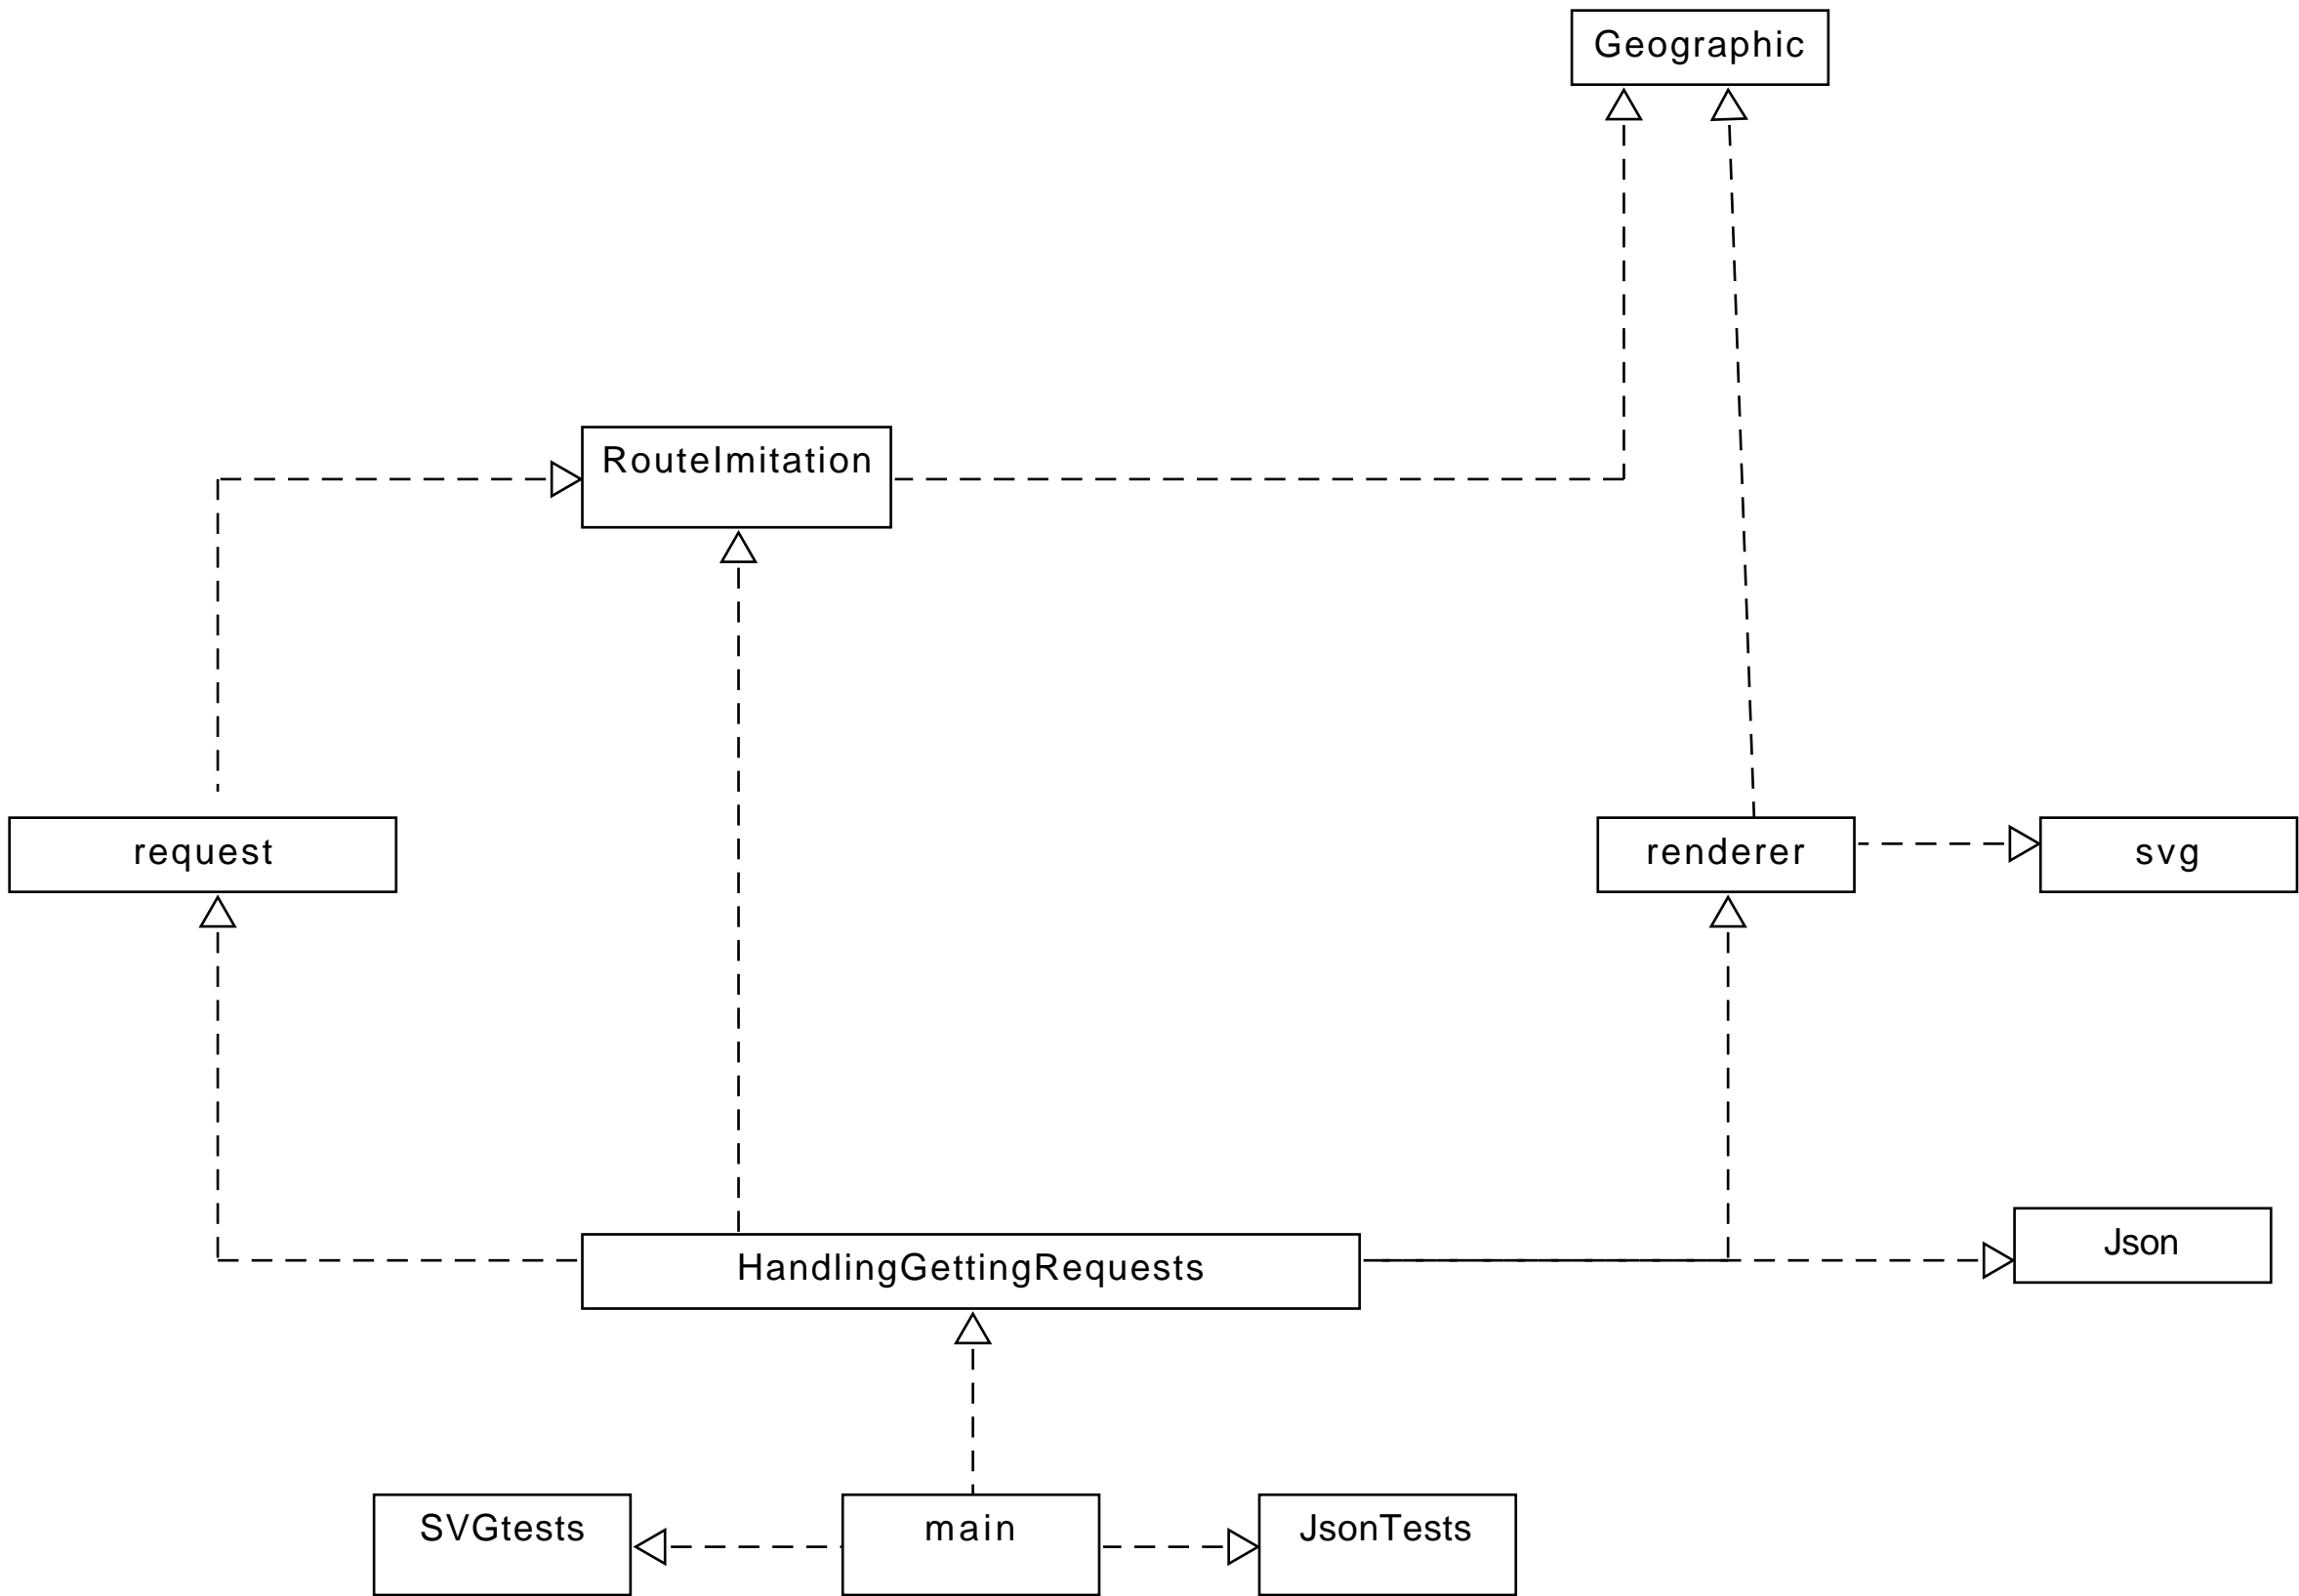 Geographic
RouteImitation
request
renderer
svg
HandlingGettingRequests
Json
SVGtests
main
JsonTests